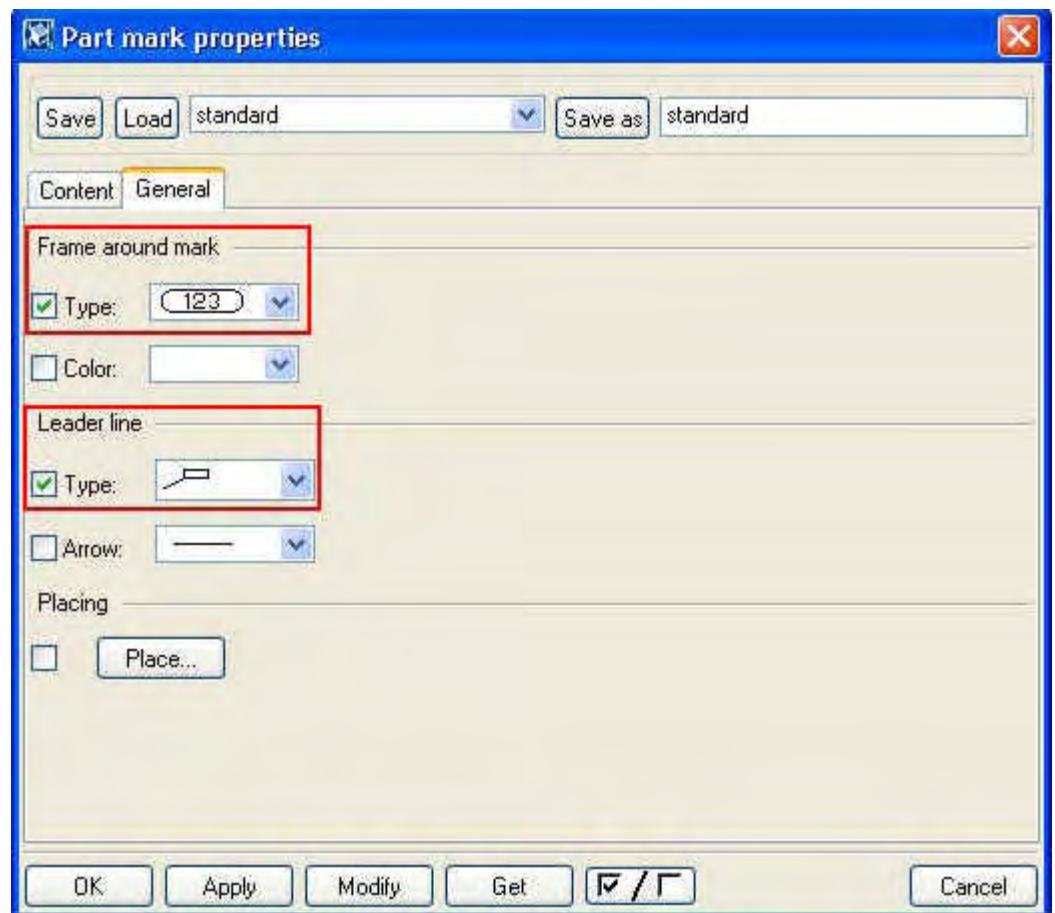 Part mark properties
Save Load standard Save as standard
Content General
Frame around mark
Type: 123
Color:
Leader line
Type:
Arrow:
Placing
Place...
OK Apply Modify Get / Cancel